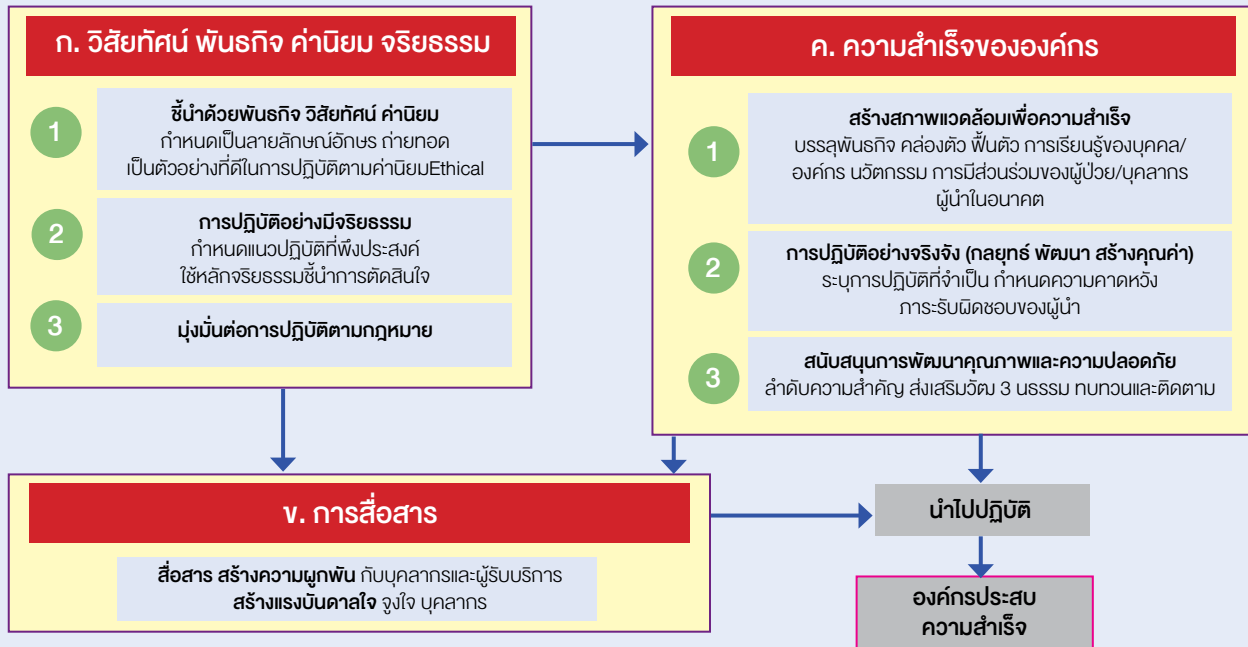 ก. วิสัยทัศน์ พันธกิจ ค่านิยม จริยธรรม
1
ชี้นำด้วยพันธกิจ วิสัยทัศน์ ค่านิยม
กำหนดเป็นลายลักษณ์อักษร ถ่ายทอด
เป็นตัวอย่างที่ดีในการปฏิบัติตามค่านิยมEthical
2
การปฏิบัติอย่างมีจริยธรรม
กำหนดแนวปฏิบัติที่พึงประสงค์
ใช้หลักจริยธรรมชี้นำการตัดสินใจ
3
มุ่งมั่นต่อการปฏิบัติตามกฎหมาย
ค. ความสำเร็จขององค์กร
1
สร้างสภาพแวดล้อมเพื่อความสำเร็จ
บรรลุพันธกิจ คล่องตัว ฟื้นตัว การเรียนรู้ของบุคคล/
องค์กร นวัตกรรม การมีส่วนร่วมของผู้ป่วย/บุคลากร
ผู้นำในอนาคต
2
การปฏิบัติอย่างจริงจัง (กลยุทธ์ พัฒนา สร้างคุณค่า)
ระบุการปฏิบัติที่จำเป็น กำหนดความคาดหวัง
ภาระรับผิดชอบของผู้นำ
3
สนับสนุนการพัฒนาคุณภาพและความปลอดภัย
ลำดับความสำคัญ ส่งเสริมวัฒ 3 นธรรม ทบทวนและติดตาม
ข. การสื่อสาร
สื่อสาร สร้างความผูกพัน กับบุคลากรและผู้รับบริการ
สร้างแรงบันดาลใจ จูงใจ บุคลากร
นำไปปฏิบัติ
องค์กรประสบ
ความสำเร็จ